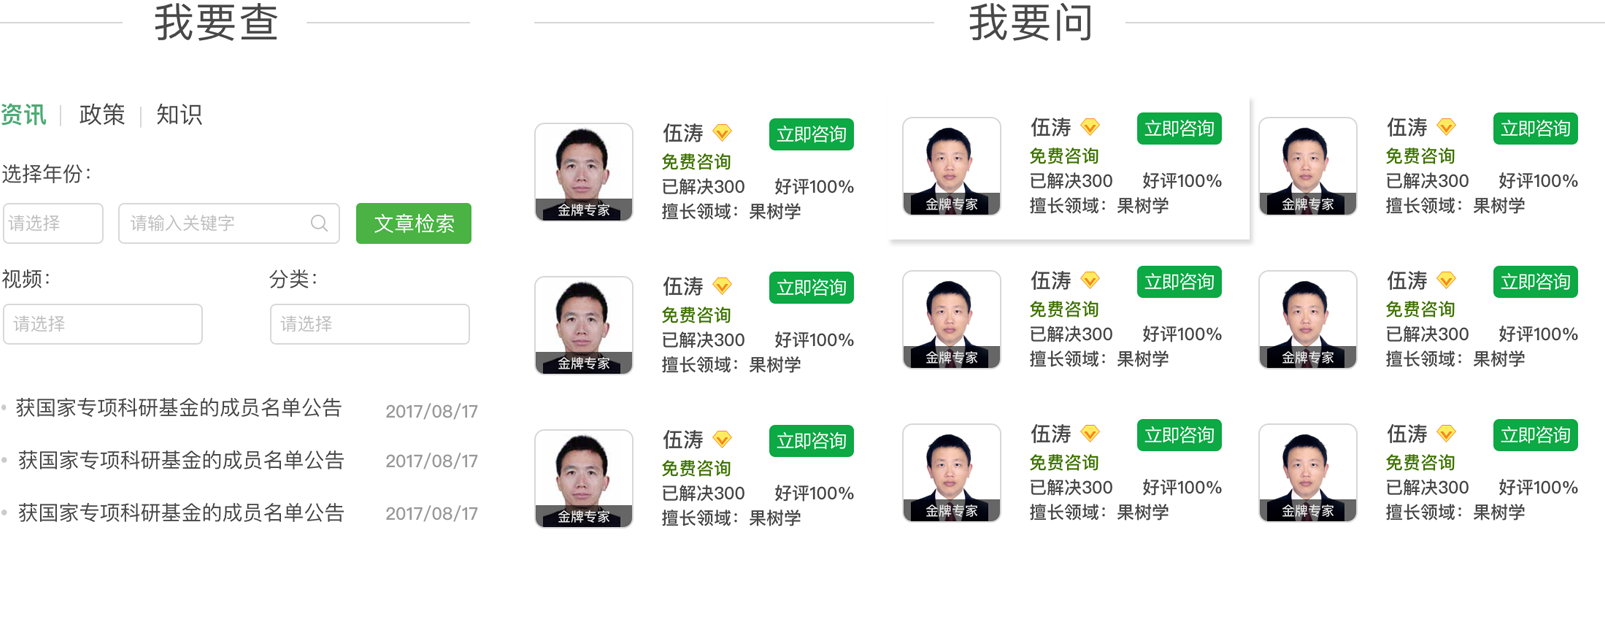 我要查
资讯 政策 知识
选择年份：
请选择 请输入关键字 文章检索
视频： 分类：
请选择 请选择
获国家专项科研基金的成员名单公告 2017/08/17
获国家专项科研基金的成员名单公告 2017/08/17
获国家专项科研基金的成员名单公告 2017/08/17
我要问
伍涛 立即咨询
免费咨询
已解决300 好评100%
擅长领域：果树学
金牌专家
伍涛 立即咨询
免费咨询
已解决300 好评100%
擅长领域：果树学
金牌专家
伍涛 立即咨询
免费咨询
已解决300 好评100%
擅长领域：果树学
金牌专家
伍涛 立即咨询
免费咨询
已解决300 好评100%
擅长领域：果树学
金牌专家
伍涛 立即咨询
免费咨询
已解决300 好评100%
擅长领域：果树学
金牌专家
伍涛 立即咨询
免费咨询
已解决300 好评100%
擅长领域：果树学
金牌专家
伍涛 立即咨询
免费咨询
已解决300 好评100%
擅长领域：果树学
金牌专家
伍涛 立即咨询
免费咨询
已解决300 好评100%
擅长领域：果树学
金牌专家
伍涛 立即咨询
免费咨询
已解决300 好评100%
擅长领域：果树学
金牌专家